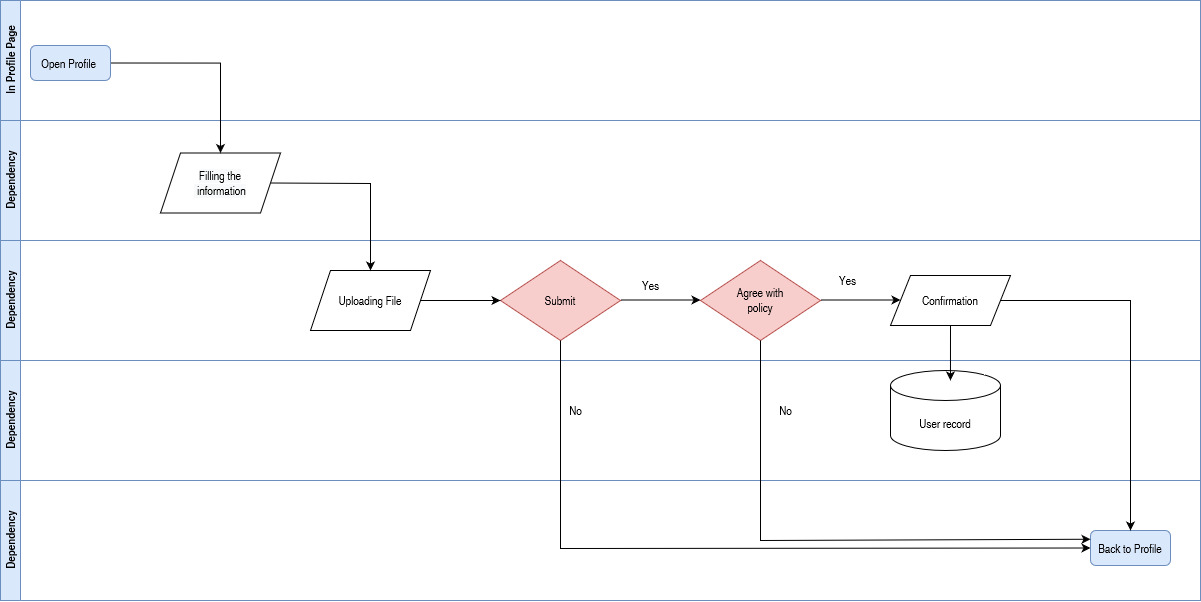 In Profile Page
Open Profile
Dependency
Filling the
information
Dependency
Uploading File
Submit
Yes
Agree with
policy
Yes
Confirmation
Dependency
No
No
User record
Dependency
Back to Profile